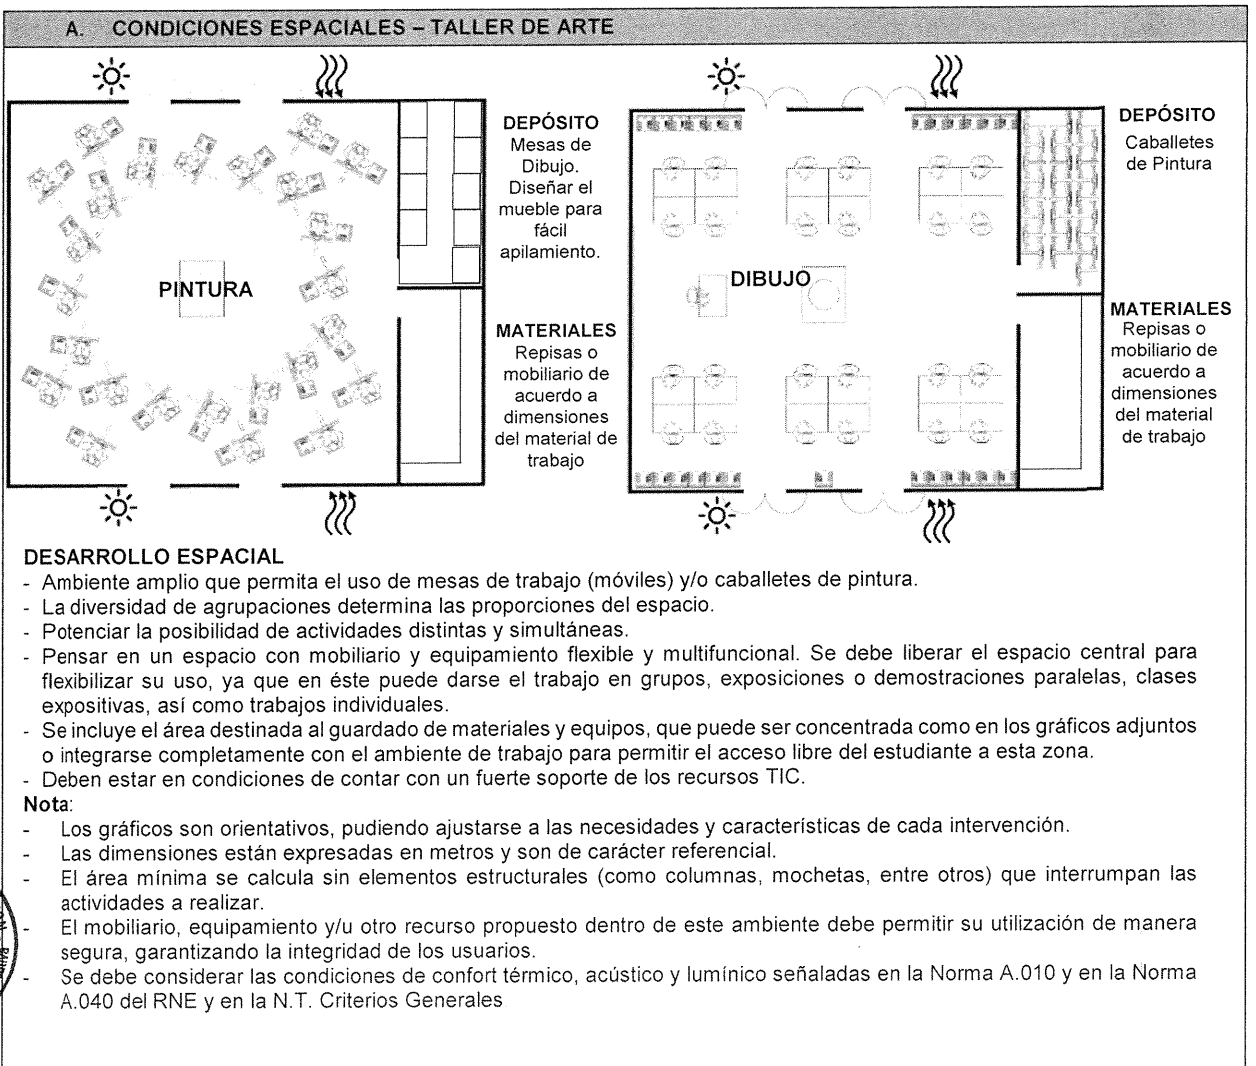 A. CONDICIONES ESPACIALES – TALLER DE ARTE
DEPÓSITO
Mesas de
Dibujo.
Diseñar el
mueble para
fácil
apilamiento.
PINTURA
MATERIALES
Repisas o
mobiliario de
acuerdo a
dimensiones
del material de
trabajo
DEPÓSITO
Caballetes
de Pintura
DIBUJO
MATERIALES
Repisas o
mobiliario de
acuerdo a
dimensiones
del material
de trabajo
DESARROLLO ESPACIAL
- Ambiente amplio que permita el uso de mesas de trabajo (móviles) y/o caballetes de pintura.
- La diversidad de agrupaciones determina las proporciones del espacio.
- Potenciar la posibilidad de actividades distintas y simultáneas.
- Pensar en un espacio con mobiliario y equipamiento flexible y multifuncional. Se debe liberar el espacio central para
flexibilizar su uso, ya que en éste puede darse el trabajo en grupos, exposiciones o demostraciones paralelas, clases
expositivas, así como trabajos individuales.
- Se incluye el área destinada al guardado de materiales y equipos, que puede ser concentrada como en los gráficos adjuntos
o integrarse completamente con el ambiente de trabajo para permitir el acceso libre del estudiante a esta zona.
- Deben estar en condiciones de contar con un fuerte soporte de los recursos TIC.
Nota:
- Los gráficos son orientativos, pudiendo ajustarse a las necesidades y características de cada intervención.
- Las dimensiones están expresadas en metros y son de carácter referencial.
- El área mínima se calcula sin elementos estructurales (como columnas, mochetas, entre otros) que interrumpan las
actividades a realizar.
- El mobiliario, equipamiento y/u otro recurso propuesto dentro de este ambiente debe permitir su utilización de manera
segura, garantizando la integridad de los usuarios.
- Se debe considerar las condiciones de confort térmico, acústico y lumínico señaladas en la Norma A.010 y en la Norma
A.040 del RNE y en la N.T. Criterios Generales